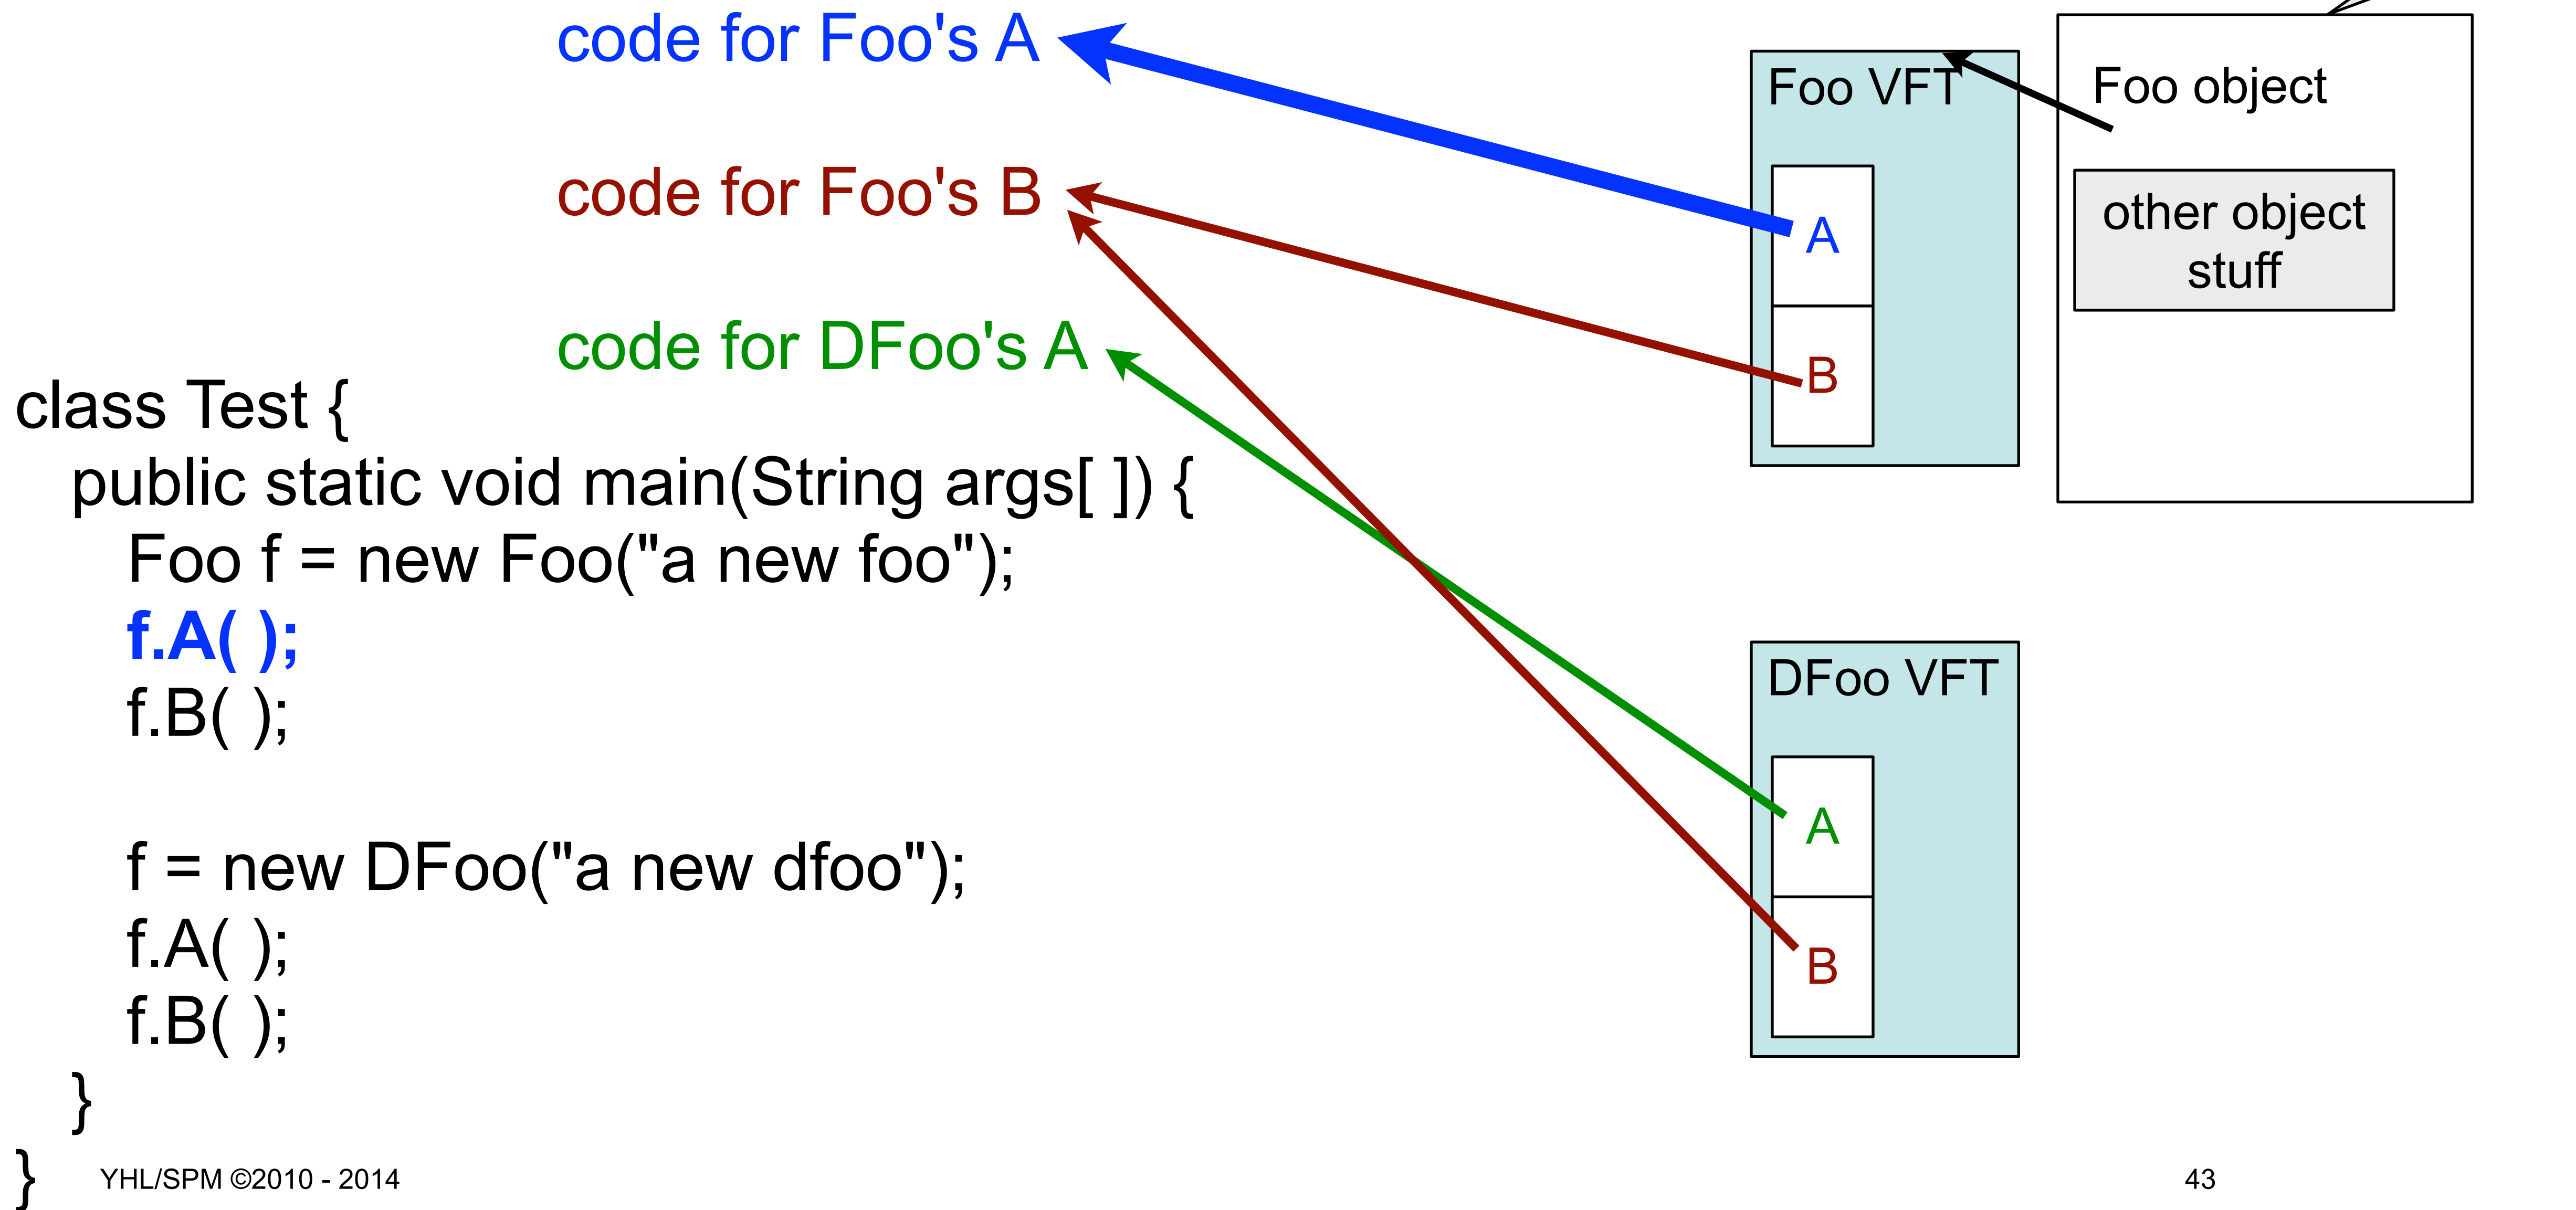 code for Foo's A
code for Foo's B
code for DFoo's A
class Test {
public static void main(String args[ ]) {
Foo f = new Foo("a new foo");
f.A( );
f.B( );
f = new DFoo("a new dfoo");
f.A( );
f.B( );
}
}
Foo VFT
A
B
Foo object
other object
stuff
DFoo VFT
A
B
YHL/SPM ©2010 - 2014
43